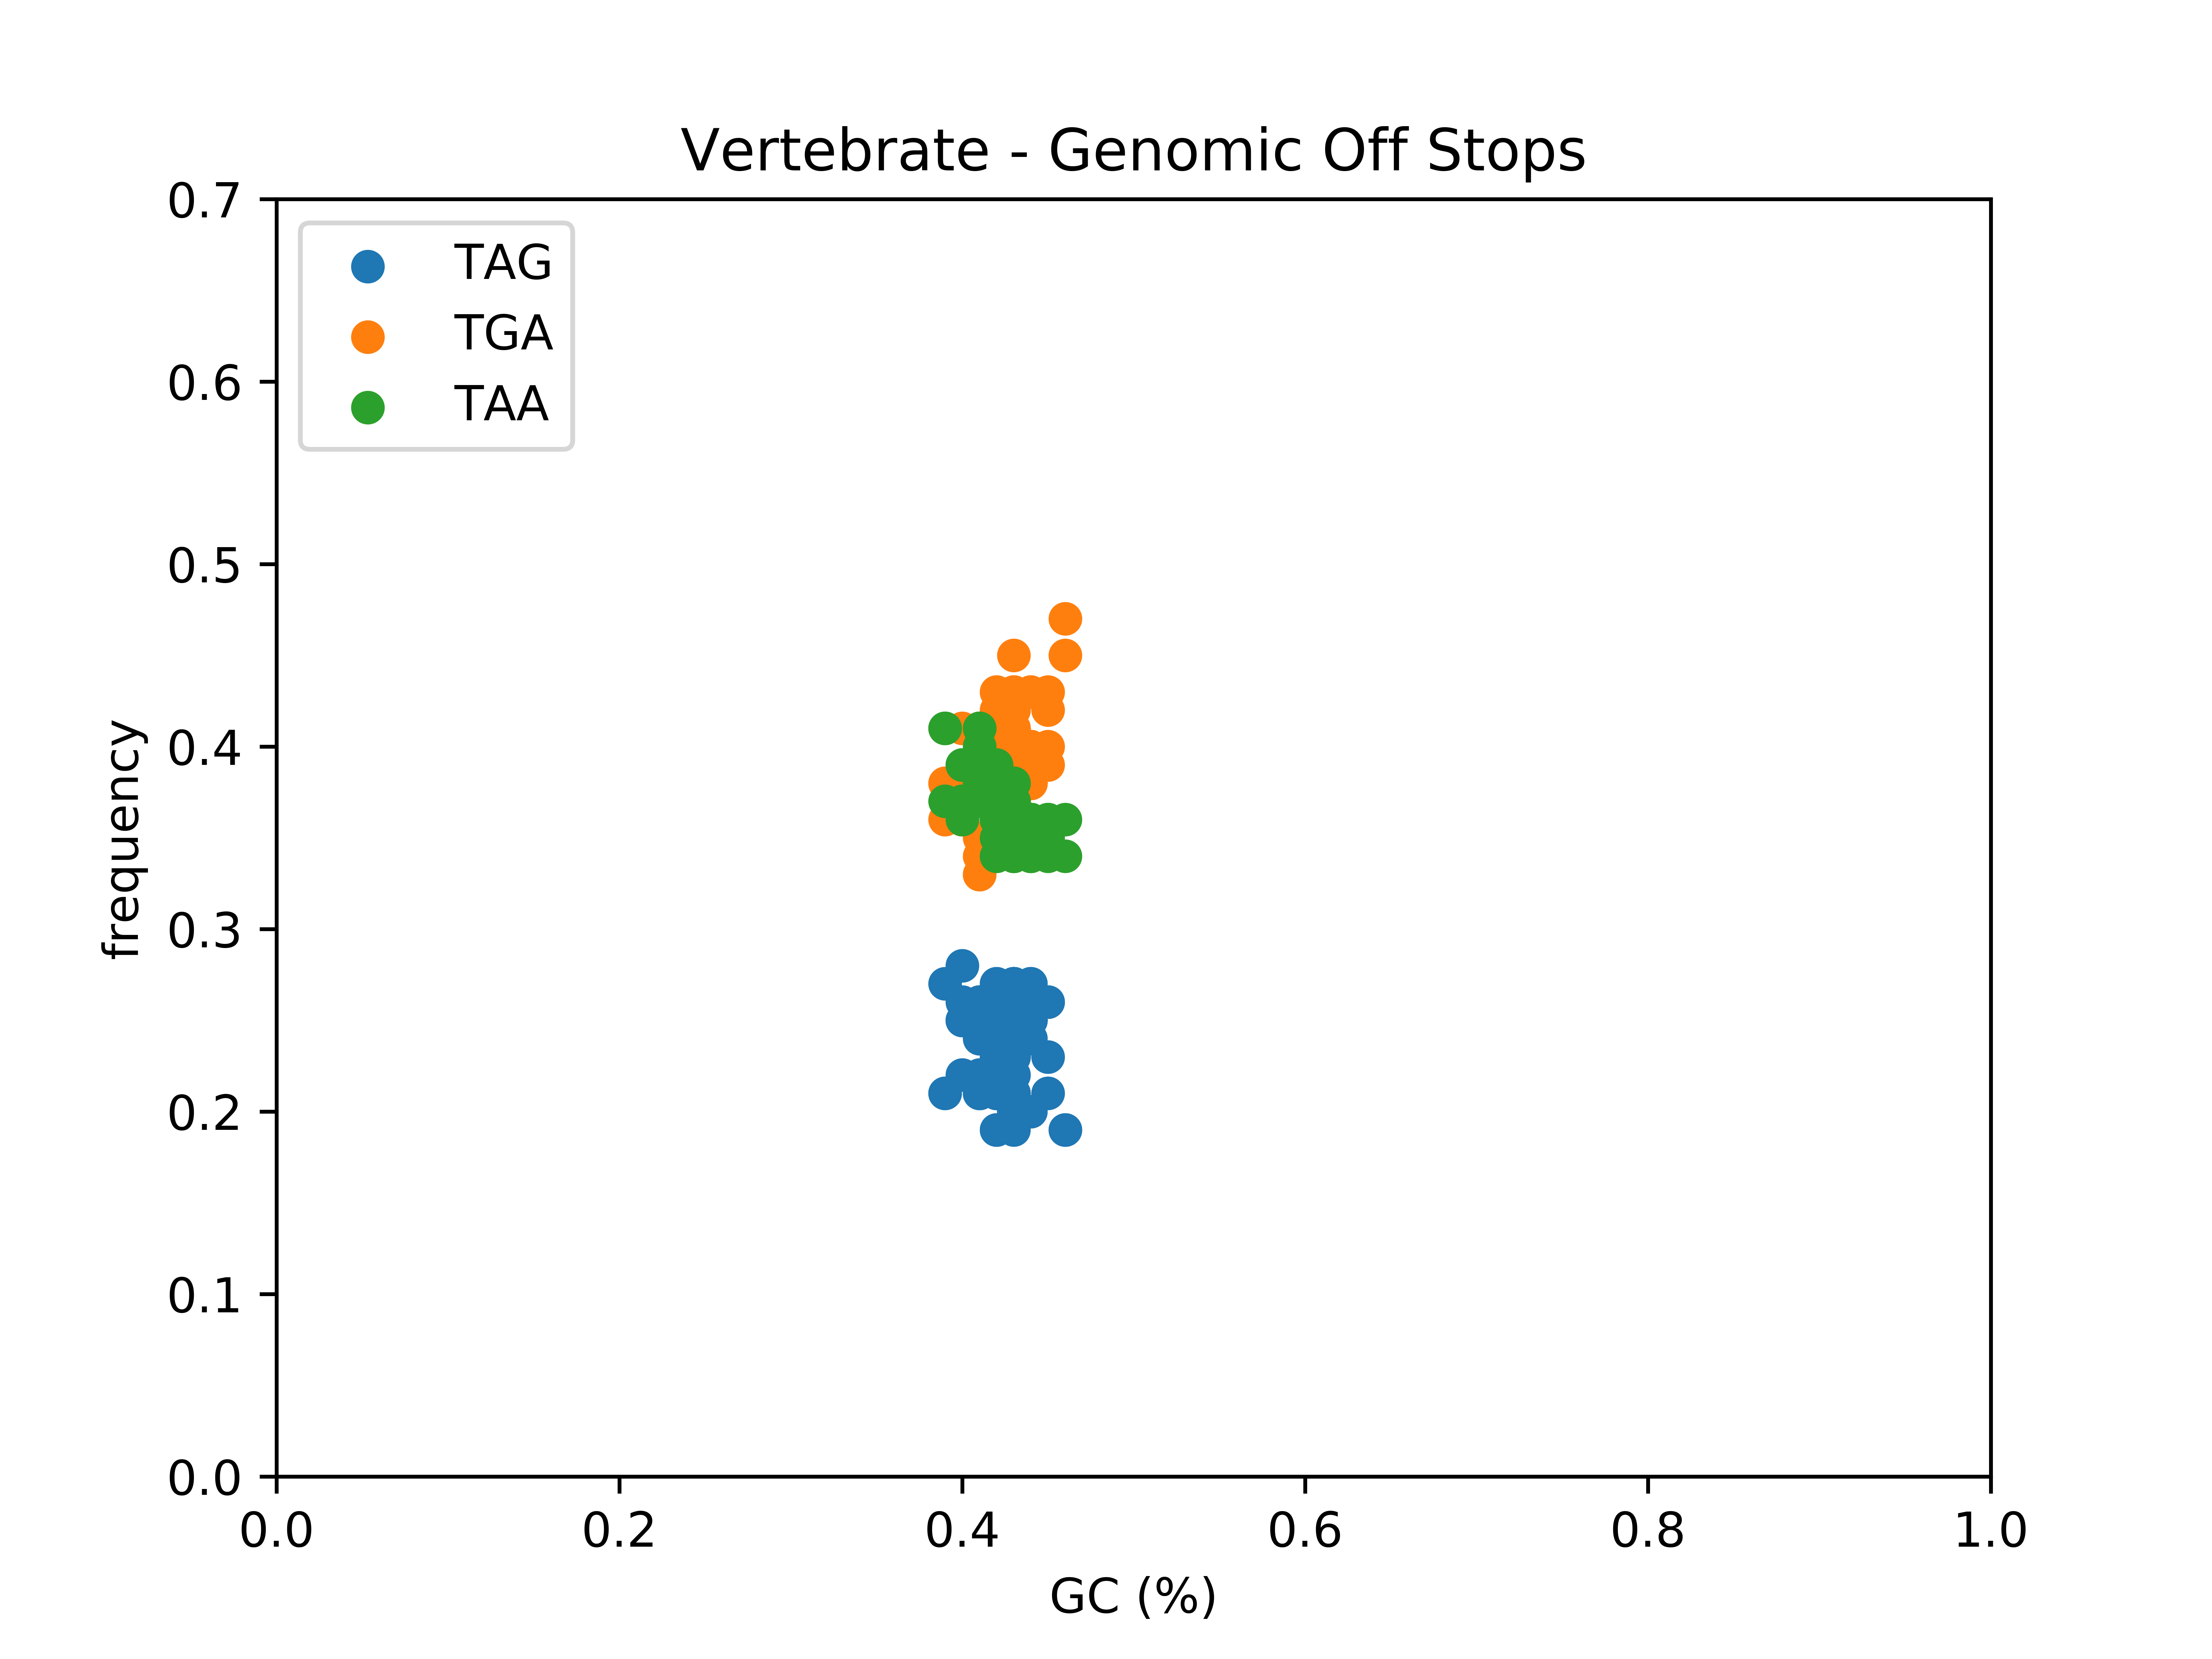 Vertebrate - Genomic Off Stops
0.7
0.6
0.5
0.4
0.3
0.2
0.1
0.0
frequency
TAG
TGA
TAA
0.0 0.2 0.4 0.6 0.8 1.0
GC (%)